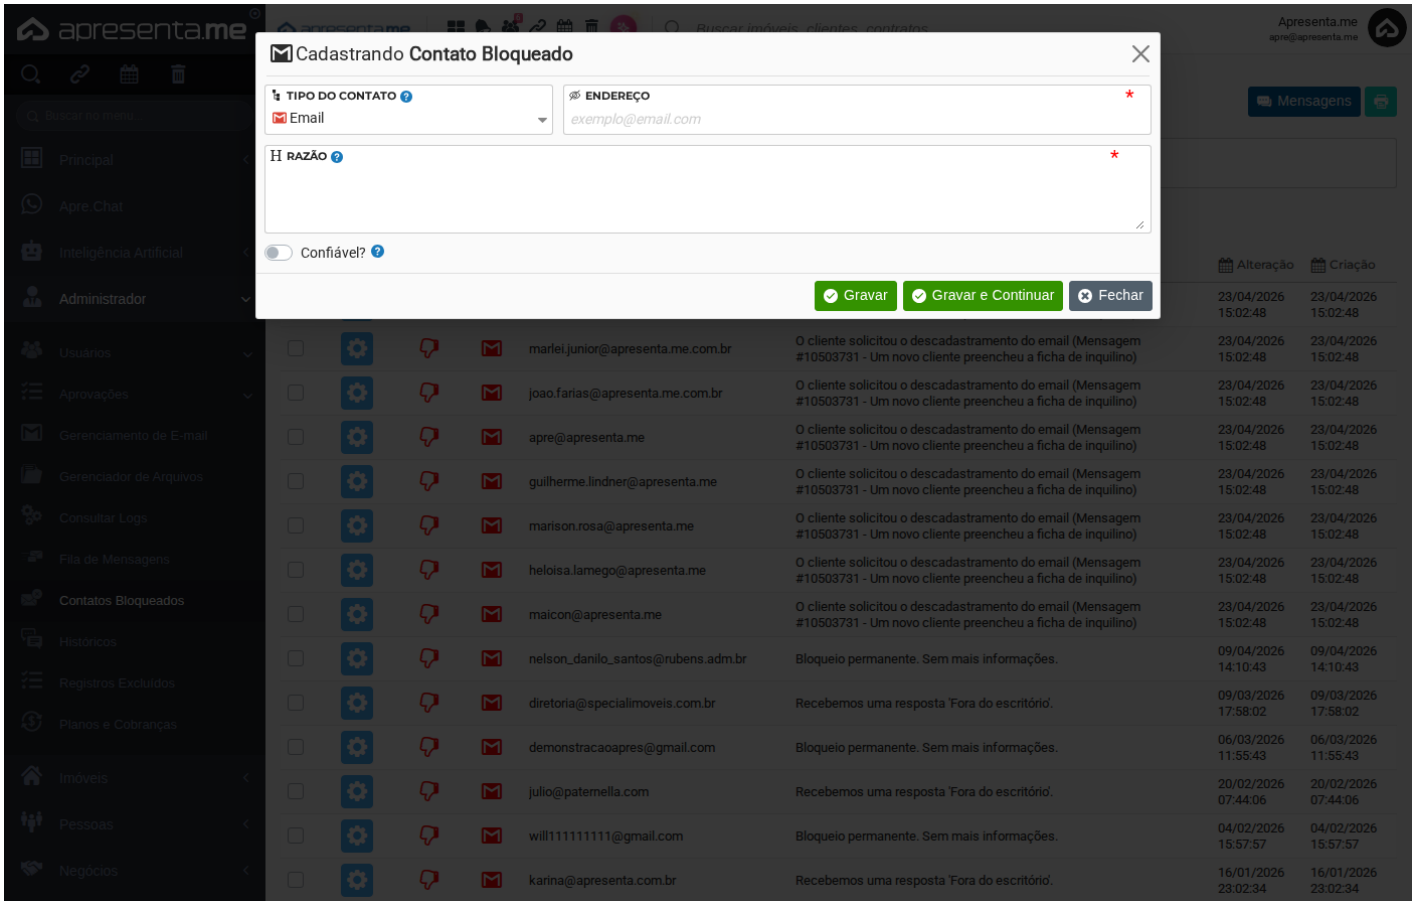 apresenta.me
apresenta.me
Buscar imóveis, clientes, contratos
Apresenta.me
apre@apresenta.me
Cadastrando Contato Bloqueado
TIPO DO CONTATO
Email
ENDEREÇO *
exemplo@email.com
RAZÃO *
Confiável?
Gravar
Gravar e Continuar
Fechar
Mensagens
Buscar no menu...
Principal
Apre.Chat
Inteligência Artificial
Administrador
Usuários
Aprovações
Gerenciamento de E-mail
Gerenciador de Arquivos
Consultar Logs
Fila de Mensagens
Contatos Bloqueados
Históricos
Registros Excluídos
Planos e Cobranças
Imóveis
Pessoas
Negócios
Alteração Criação
23/04/2026 23/04/2026
15:02:48 15:02:48
marlei.junior@apresenta.me.com.br O cliente solicitou o descadastramento do email (Mensagem 23/04/2026 23/04/2026
#10503731 - Um novo cliente preencheu a ficha de inquilino) 15:02:48 15:02:48
joao.farias@apresenta.me.com.br O cliente solicitou o descadastramento do email (Mensagem 23/04/2026 23/04/2026
#10503731 - Um novo cliente preencheu a ficha de inquilino) 15:02:48 15:02:48
apre@apresenta.me O cliente solicitou o descadastramento do email (Mensagem 23/04/2026 23/04/2026
#10503731 - Um novo cliente preencheu a ficha de inquilino) 15:02:48 15:02:48
guilherme.lindner@apresenta.me O cliente solicitou o descadastramento do email (Mensagem 23/04/2026 23/04/2026
#10503731 - Um novo cliente preencheu a ficha de inquilino) 15:02:48 15:02:48
marison.rosa@apresenta.me O cliente solicitou o descadastramento do email (Mensagem 23/04/2026 23/04/2026
#10503731 - Um novo cliente preencheu a ficha de inquilino) 15:02:48 15:02:48
heloisa.lamego@apresenta.me O cliente solicitou o descadastramento do email (Mensagem 23/04/2026 23/04/2026
#10503731 - Um novo cliente preencheu a ficha de inquilino) 15:02:48 15:02:48
maicon@apresenta.me O cliente solicitou o descadastramento do email (Mensagem 23/04/2026 23/04/2026
#10503731 - Um novo cliente preencheu a ficha de inquilino) 15:02:48 15:02:48
nelson_danilo_santos@rubens.adm.br Bloqueio permanente. Sem mais informações. 09/04/2026 09/04/2026
14:10:43 14:10:43
diretoria@specialimoveis.com.br Recebemos uma resposta 'Fora do escritório'. 09/03/2026 09/03/2026
17:58:02 17:58:02
demonstracaoapres@gmail.com Bloqueio permanente. Sem mais informações. 06/03/2026 06/03/2026
11:55:43 11:55:43
julio@paternella.com Recebemos uma resposta 'Fora do escritório'. 20/02/2026 20/02/2026
07:44:06 07:44:06
will111111111@gmail.com Bloqueio permanente. Sem mais informações. 04/02/2026 04/02/2026
15:57:57 15:57:57
karina@apresenta.com.br Recebemos uma resposta 'Fora do escritório'. 16/01/2026 16/01/2026
23:02:34 23:02:34